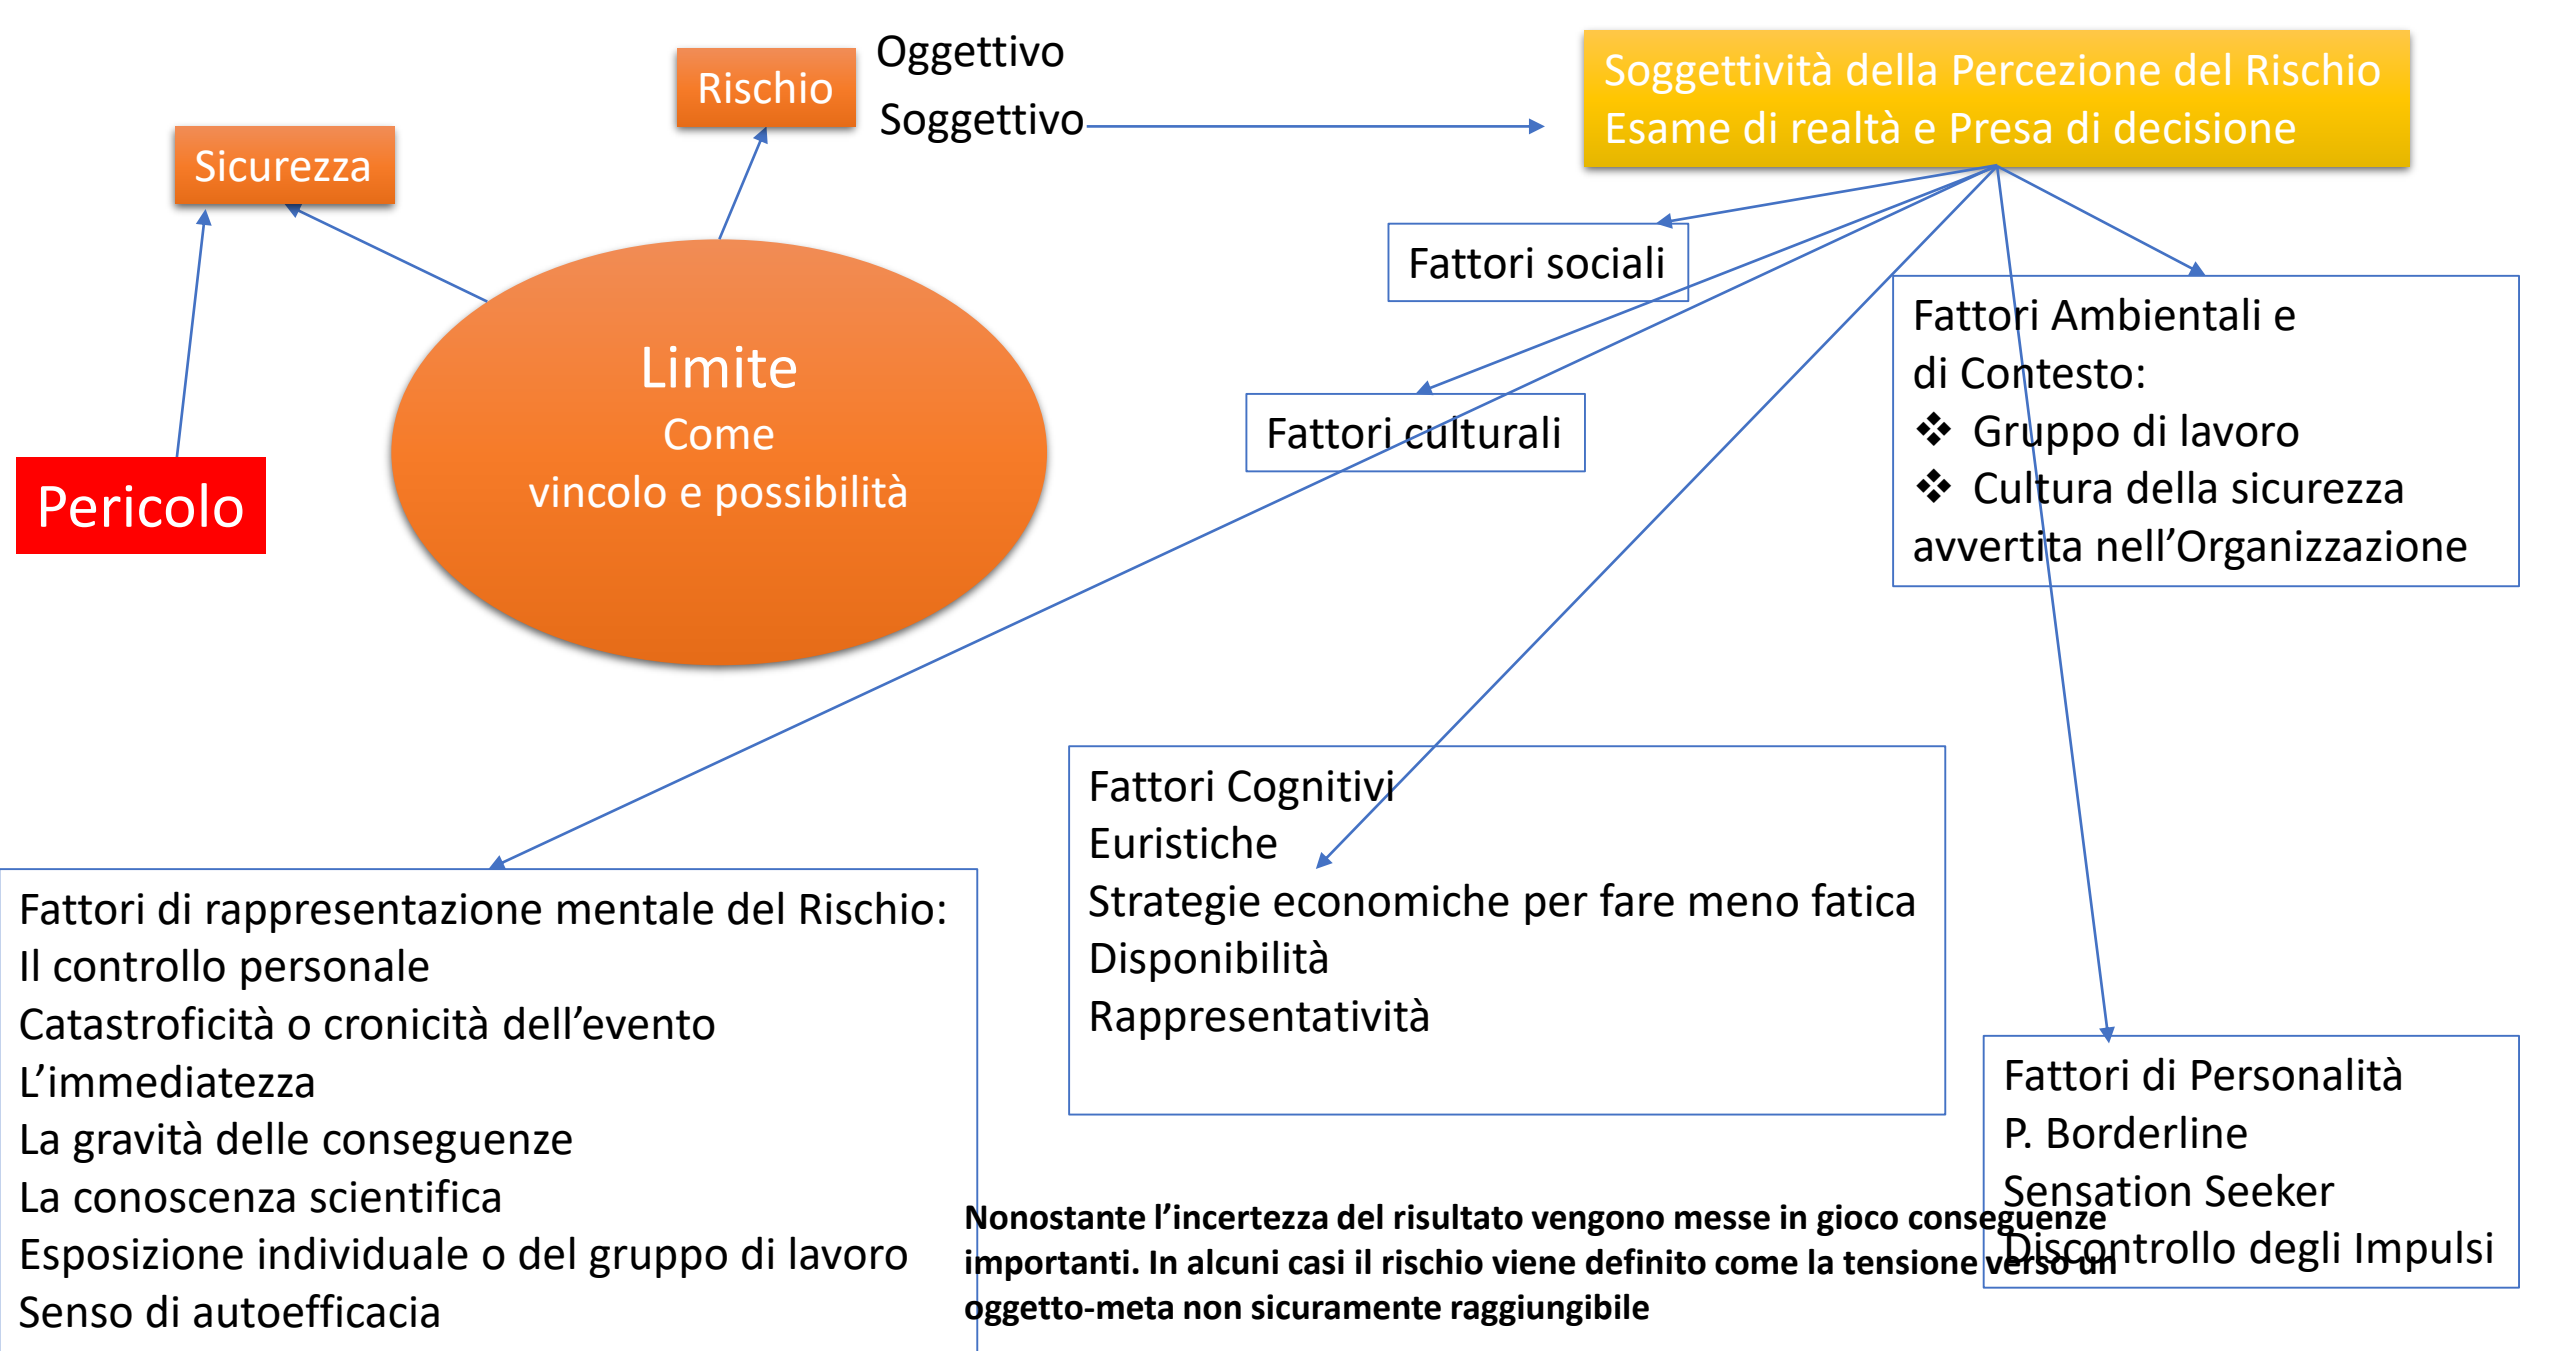 Oggettivo
Rischio
Soggettivo
Soggettività della Percezione del Rischio
Esame di realtà e Presa di decisione
Sicurezza
Pericolo
Limite
Come
vincolo e possibilità
Fattori sociali
Fattori culturali
Fattori Ambientali e
di Contesto:
❖ Gruppo di lavoro
❖ Cultura della sicurezza
avvertita nell’Organizzazione
Fattori di rappresentazione mentale del Rischio:
Il controllo personale
Catastroficità o cronicità dell’evento
L’immediatezza
La gravità delle conseguenze
La conoscenza scientifica
Esposizione individuale o del gruppo di lavoro
Senso di autoefficacia
Fattori Cognitivi
Euristiche
Strategie economiche per fare meno fatica
Disponibilità
Rappresentatività
Fattori di Personalità
P. Borderline
Sensation Seeker
Discontrollo degli Impulsi
Nonostante l’incertezza del risultato vengono messe in gioco conseguenze
importanti. In alcuni casi il rischio viene definito come la tensione verso un
oggetto-meta non sicuramente raggiungibile